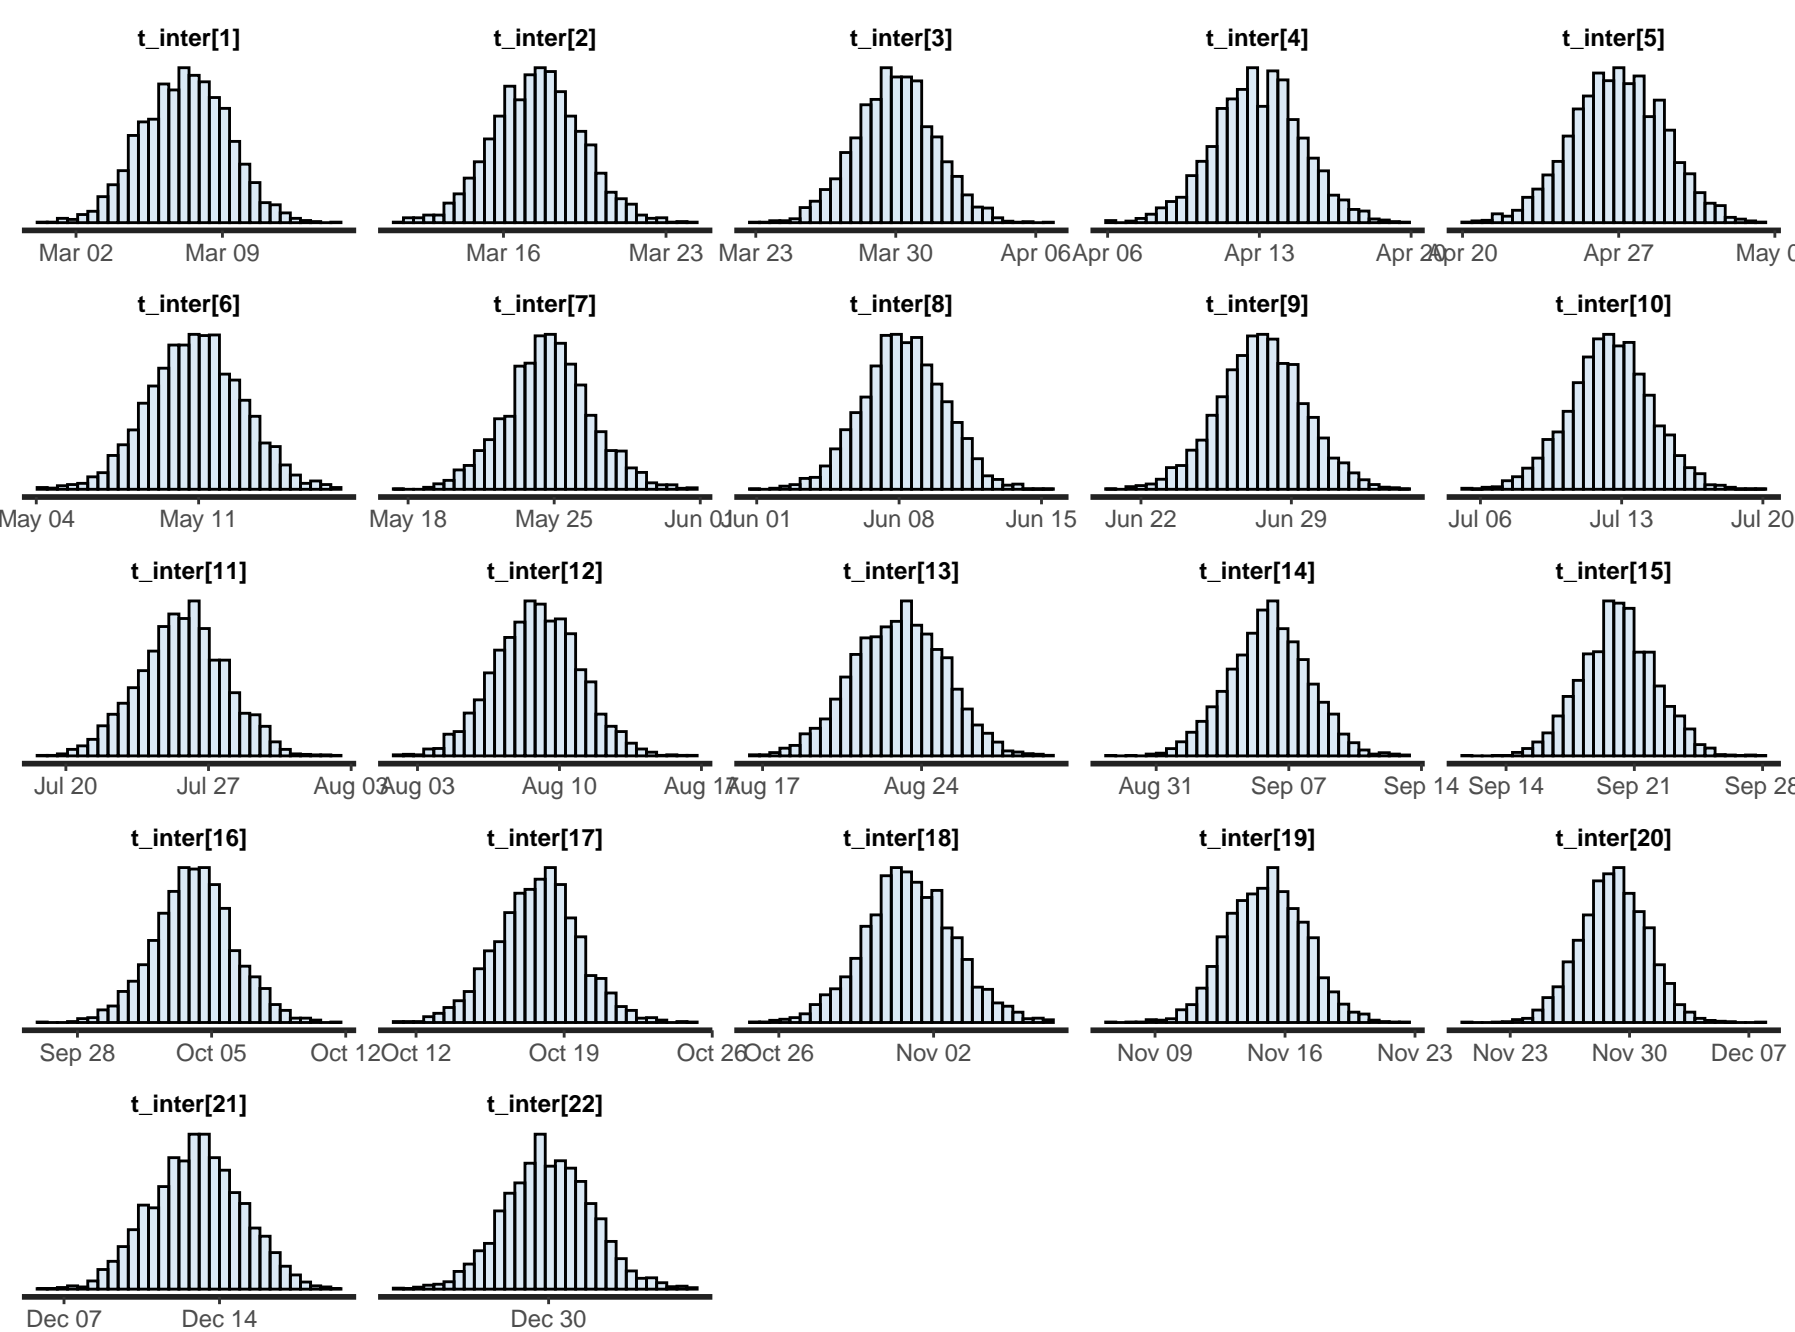 t_inter[1] t_inter[2] t_inter[3] t_inter[4] t_inter[5]
Mar 02 Mar 09 Mar 16 Mar 23 Mar 23 Mar 30 Apr 06 Apr 06 Apr 13 Apr 20 Apr 20 Apr 27 May 0
t_inter[6] t_inter[7] t_inter[8] t_inter[9] t_inter[10]
May 04 May 11 May 18 May 25 Jun 01 Jun 01 Jun 08 Jun 15 Jun 22 Jun 29 Jul 06 Jul 13 Jul 20
t_inter[11] t_inter[12] t_inter[13] t_inter[14] t_inter[15]
Jul 20 Jul 27 Aug 03 Aug 03 Aug 10 Aug 17 Aug 17 Aug 24 Aug 31 Sep 07 Sep 14 Sep 14 Sep 21 Sep 28
t_inter[16] t_inter[17] t_inter[18] t_inter[19] t_inter[20]
Sep 28 Oct 05 Oct 12 Oct 12 Oct 19 Oct 26 Oct 26 Nov 02 Nov 09 Nov 16 Nov 23 Nov 23 Nov 30 Dec 07
t_inter[21] t_inter[22]
Dec 07 Dec 14 Dec 30